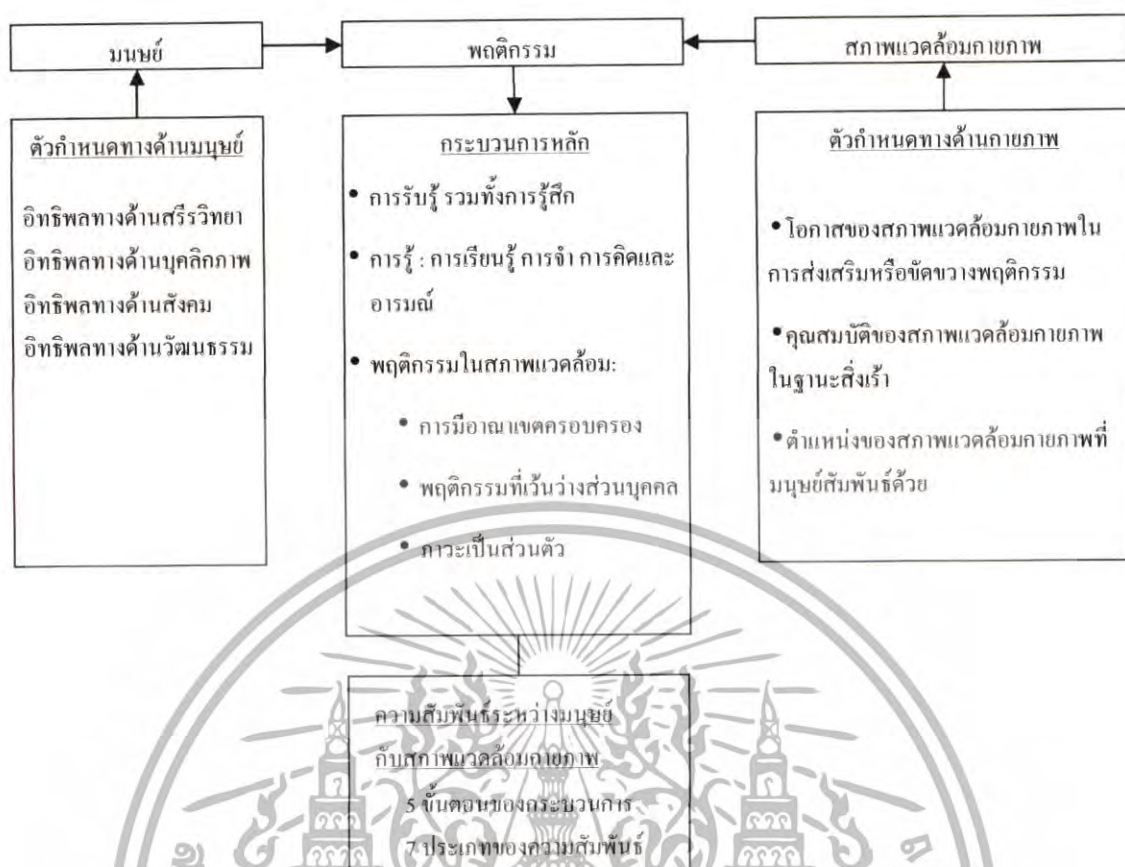 มนุษย์
พฤติกรรม
สภาพแวดล้อมกายภาพ
ตัวกำหนดทางด้านมนุษย์
อิทธิพลทางด้านสรีรวิทยา
อิทธิพลทางด้านบุคลิกภาพ
อิทธิพลทางด้านสังคม
อิทธิพลทางด้านวัฒนธรรม
กระบวนการหลัก
• การรับรู้ รวมทั้งการรู้สึก
• การรู้ : การเรียนรู้ การจำ การคิดและ
อารมณ์
• พฤติกรรมในสภาพแวดล้อม:
• การมีอาณาเขตครอบครอง
• พฤติกรรมที่เว้นว่างส่วนบุคคล
• ภาวะเป็นส่วนตัว
ตัวกำหนดทางด้านกายภาพ
• โอกาสของสภาพแวดล้อมกายภาพใน
การส่งเสริมหรือขัดขวางพฤติกรรม
• คุณสมบัติของสภาพแวดล้อมกายภาพ
ในฐานะสิ่งเร้า
• ตำแหน่งของสภาพแวดล้อมกายภาพที่
มนุษย์สัมพันธ์ด้วย
ความสัมพันธ์ระหว่างมนุษย์
กับสภาพแวดล้อมกายภาพ
5 ขั้นตอนของกระบวนการ
7 ประเภทของความสัมพันธ์